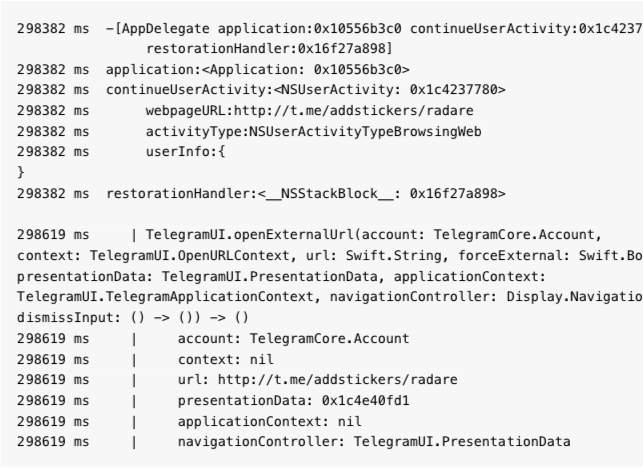 298382 ms  -[AppDelegate application:0x10556b3c0 continueUserActivity:0x1c4237
                restorationHandler:0x16f27a898]
298382 ms  application:<Application: 0x10556b3c0>
298382 ms  continueUserActivity:<NSUserActivity: 0x1c4237780>
298382 ms      webpageURL:http://t.me/addstickers/radare
298382 ms      activityType:NSUserActivityTypeBrowsingWeb
298382 ms      userInfo:{
}
298382 ms  restorationHandler:<__NSStackBlock__: 0x16f27a898>

298619 ms    | TelegramUI.openExternalUrl(account: TelegramCore.Account,
context: TelegramUI.OpenURLContext, url: Swift.String, forceExternal: Swift.Bo
presentationData: TelegramUI.PresentationData, applicationContext:
TelegramUI.TelegramApplicationContext, navigationController: Display.Navigatio
dismissInput: () -> ()) -> ()
298619 ms    |     account: TelegramCore.Account
298619 ms    |     context: nil
298619 ms    |     url: http://t.me/addstickers/radare
298619 ms    |     presentationData: 0x1c4e40fd1
298619 ms    |     applicationContext: nil
298619 ms    |     navigationController: TelegramUI.PresentationData